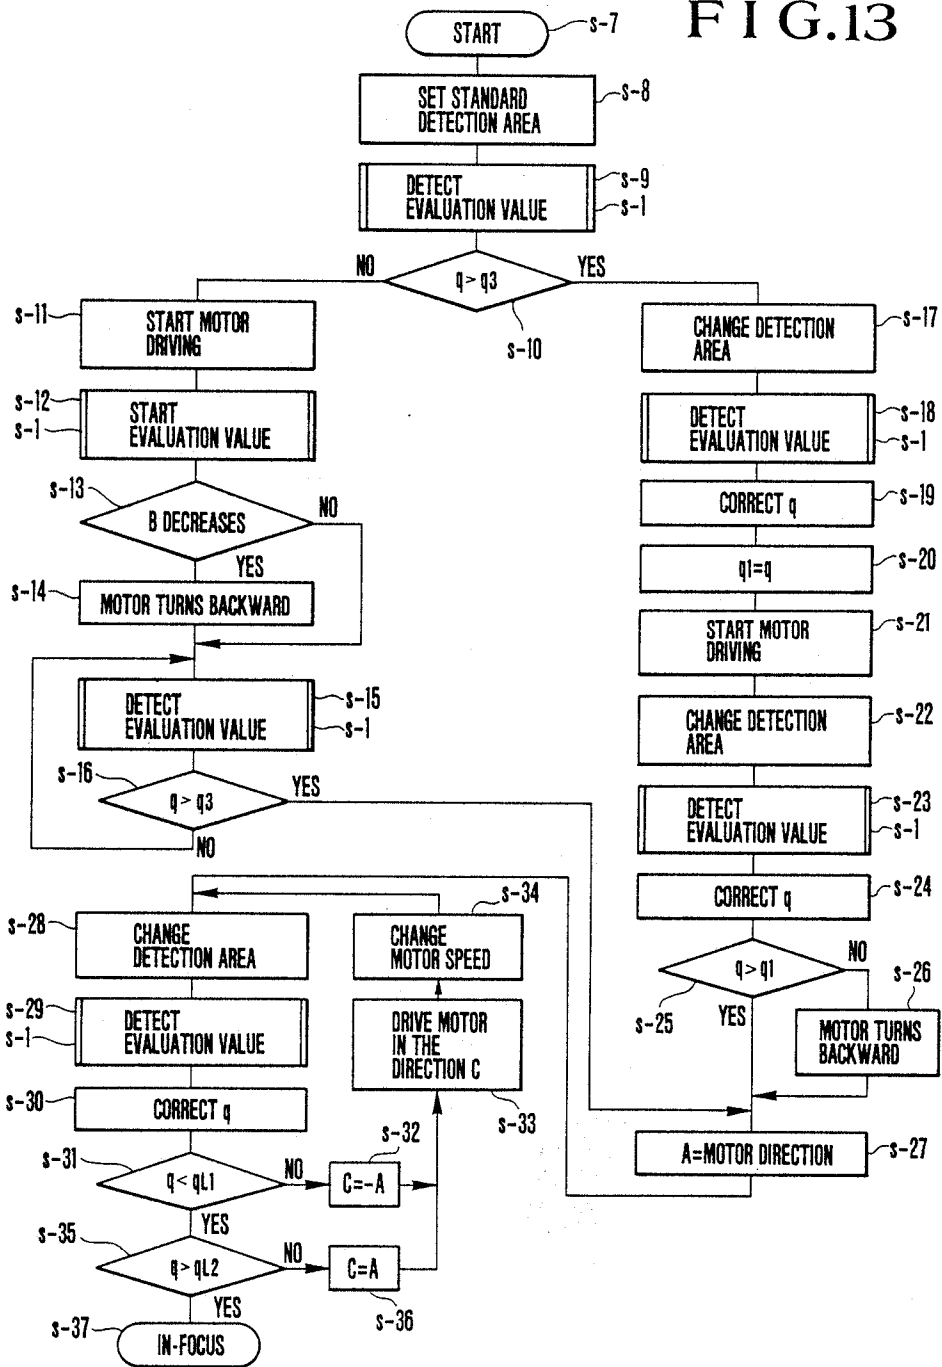 FIG.13
START
s-7
SET STANDARD
DETECTION AREA
s-8
DETECT
EVALUATION VALUE
s-9
s-1
NO
q > q3
YES
s-10
s-11
START MOTOR
DRIVING
s-12
s-1
START
EVALUATION VALUE
s-13
B DECREASES
NO
YES
s-14
MOTOR TURNS BACKWARD
DETECT
EVALUATION VALUE
s-15
s-1
s-16
q > q3
YES
NO
CHANGE DETECTION
AREA
s-17
DETECT
EVALUATION VALUE
s-18
s-1
CORRECT q
s-19
q1=q
s-20
START MOTOR
DRIVING
s-21
CHANGE DETECTION
AREA
s-22
DETECT
EVALUATION VALUE
s-23
s-1
CORRECT q
s-24
q > q1
NO
s-25
YES
s-26
MOTOR TURNS
BACKWARD
A=MOTOR DIRECTION
s-27
s-28
CHANGE
DETECTION AREA
s-29
s-1
DETECT
EVALUATION VALUE
s-30
CORRECT q
s-31
q < qL1
NO
YES
s-32
C=-A
DRIVE MOTOR
IN THE
DIRECTION C
s-33
s-34
CHANGE
MOTOR SPEED
s-35
q > qL2
NO
YES
C=A
s-36
s-37
IN-FOCUS